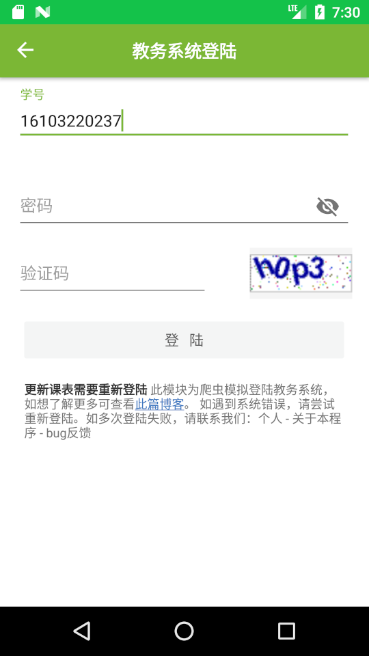 LTE 7:30
教务系统登陆
学号
16103220237
密码
验证码
hOp3
登 陆
更新课表需要重新登陆 此模块为爬虫模拟登陆教务系统，
如想了解更多可查看此篇博客。 如遇到系统错误，请尝试
重新登陆。如多次登陆失败，请联系我们：个人 - 关于本程
序 - bug反馈